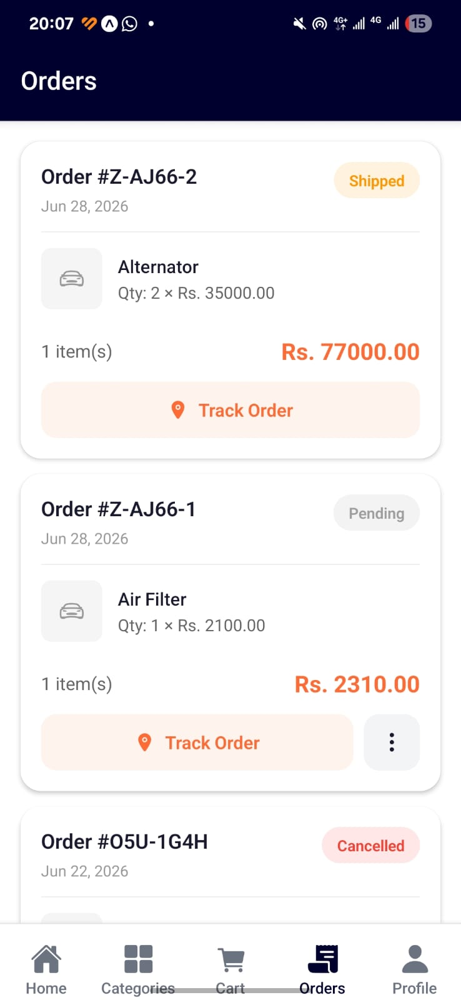 20:07
4G+ 4G 15
Orders
Order #Z-AJ66-2
Shipped
Jun 28, 2026
Alternator
Qty: 2 × Rs. 35000.00
1 item(s)
Rs. 77000.00
Track Order
Order #Z-AJ66-1
Pending
Jun 28, 2026
Air Filter
Qty: 1 × Rs. 2100.00
1 item(s)
Rs. 2310.00
Track Order
Order #O5U-1G4H
Cancelled
Jun 22, 2026
Home
Categories
Cart
Orders
Profile